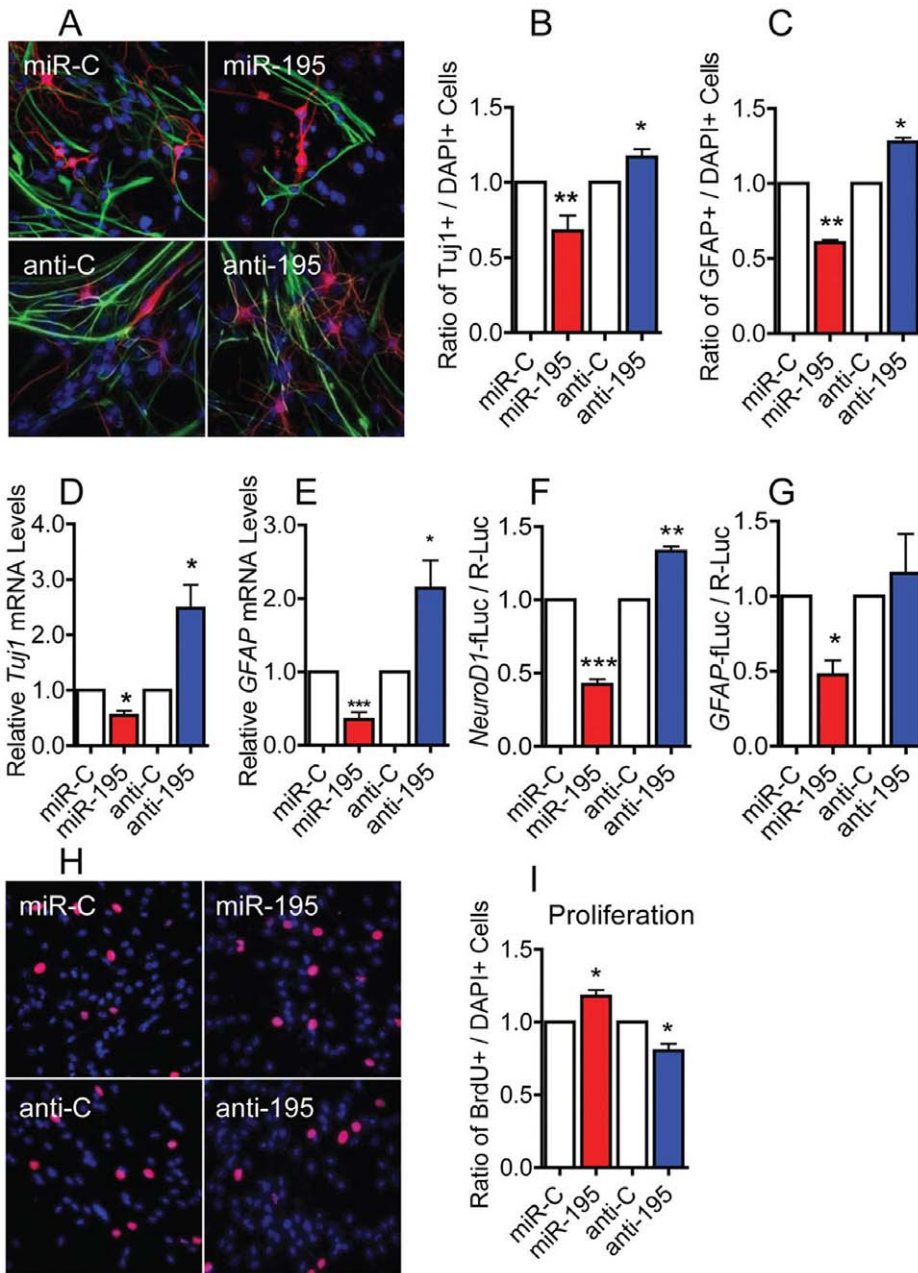 A
miR-C
miR-195
anti-C
anti-195
B
Ratio of Tuj1+ / DAPI+ Cells
1.5
1.0
0.5
0.0
**
*
miR-C
miR-195
anti-C
anti-195
C
Ratio of GFAP+ / DAPI+ Cells
1.5
1.0
0.5
0.0
**
*
miR-C
miR-195
anti-C
anti-195
D
Relative Tuj1 mRNA Levels
4.0
3.0
2.0
1.0
0.0
*
*
miR-C
miR-195
anti-C
anti-195
E
Relative GFAP mRNA Levels
3.0
2.0
1.0
0.0
***
*
miR-C
miR-195
anti-C
anti-195
F
NeuroD1-fLuc / R-Luc
1.5
1.0
0.5
0.0
***
**
miR-C
miR-195
anti-C
anti-195
G
GFAP-fLuc / R-Luc
1.5
1.0
0.5
0.0
*
miR-C
miR-195
anti-C
anti-195
H
miR-C
miR-195
anti-C
anti-195
I
Proliferation
Ratio of BrdU+ / DAPI+ Cells
1.5
1.0
0.5
0.0
*
*
miR-C
miR-195
anti-C
anti-195